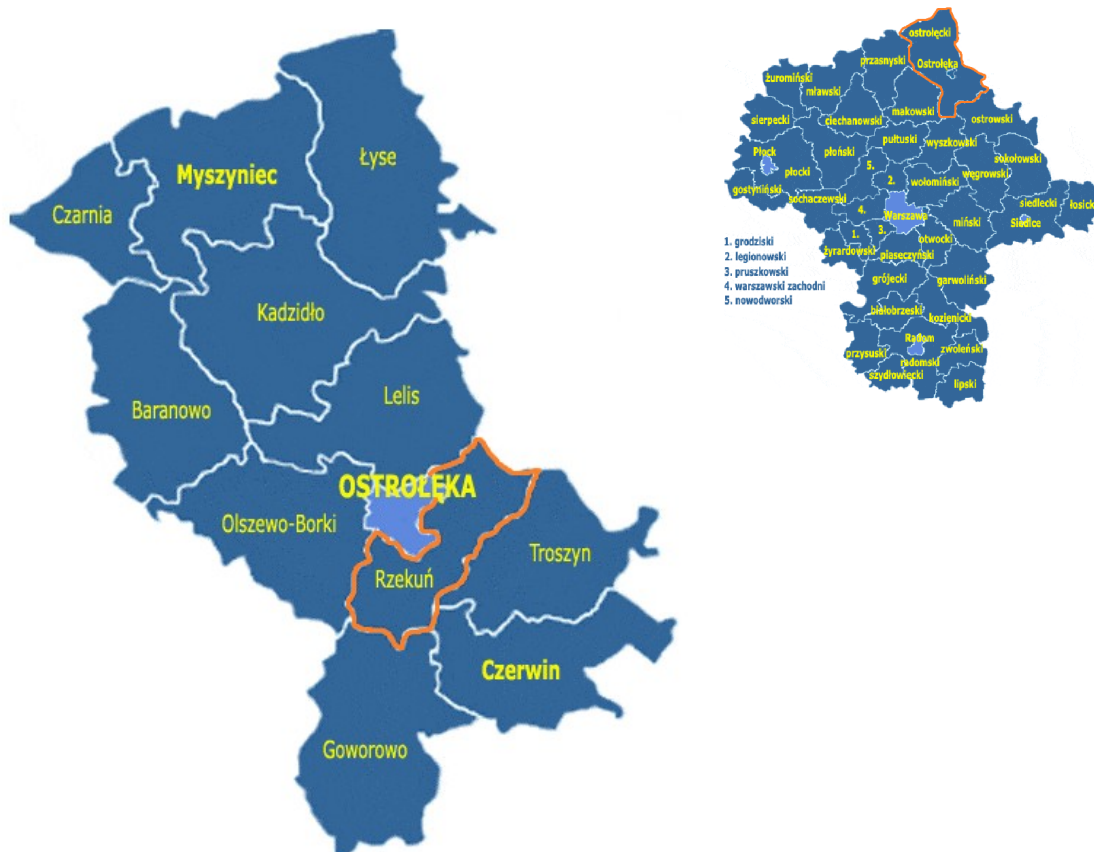 Łyse
Myszyniec
Czarnia
Kadzidło
Lelis
Baranowo
OSTROŁĘKA
Olszewo-Borki
Troszyn
Rzekuń
Czerwin
Goworowo
ostrołęcki
Ostrołęka
przasnyski
żuromiński
mławski
makowski
sierpecki
ciechanowski
ostrowski
pułtuski
wyszkowski
Płock
płoński
sokołowski
płocki
5.
węgrowski
gostyniński
2.
wołomiński
sochaczewski
siedlecki
łosick
4.
Warszawa
miński
Siedlce
1.
3.
otwocki
żyrardowski
piaseczyński
1. grodziski
2. legionowski
3. pruszkowski
4. warszawski zachodni
5. nowodworski
grójecki
garwoliński
białobrzeski
kozienicki
Radom
zwoleński
przysuski
radomski
szydłowiecki
lipski